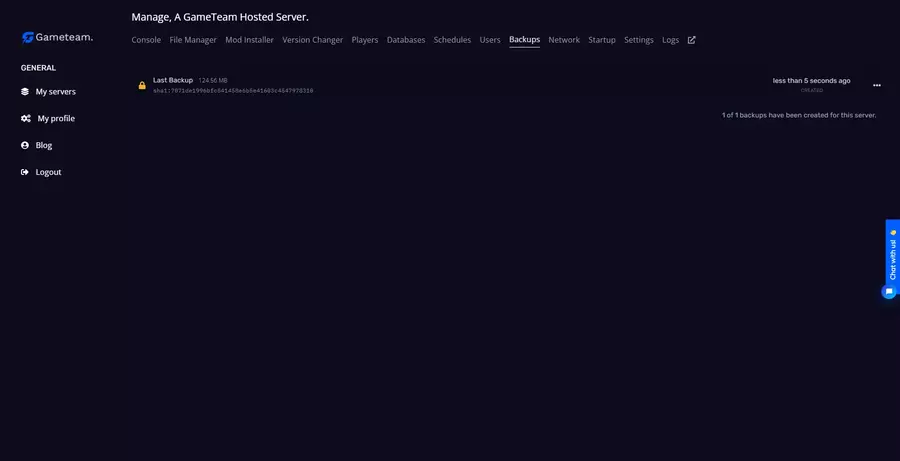 Manage, A GameTeam Hosted Server.
Gameteam.
Console File Manager Mod Installer Version Changer Players Databases Schedules Users Backups Network Startup Settings Logs
GENERAL
My servers
My profile
Blog
Logout
Last Backup 124.56 MB
less than 5 seconds ago
CREATED
1 of 1 backups have been created for this server.
Chat with us!